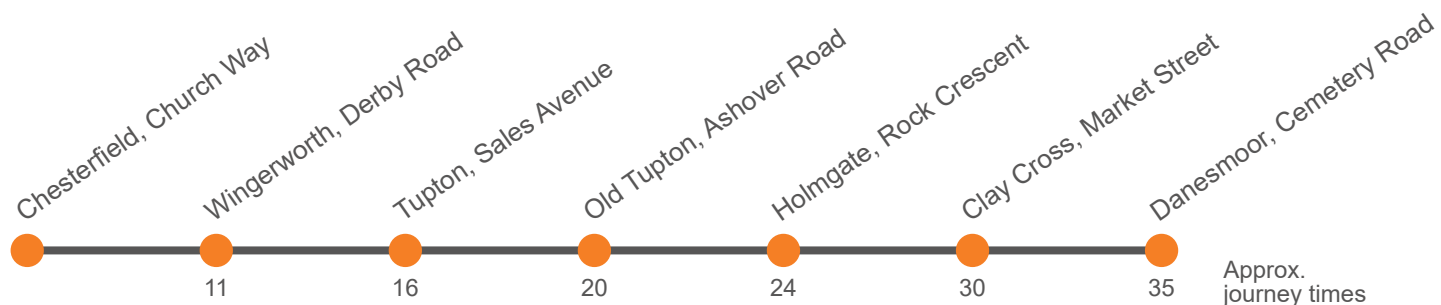 Chesterfield, Church Way
Wingerworth, Derby Road
Tupton, Sales Avenue
Old Tupton, Ashover Road
Holmgate, Rock Crescent
Clay Cross, Market Street
Danesmoor, Cemetery Road
11
16
20
24
30
35
Approx.
journey times